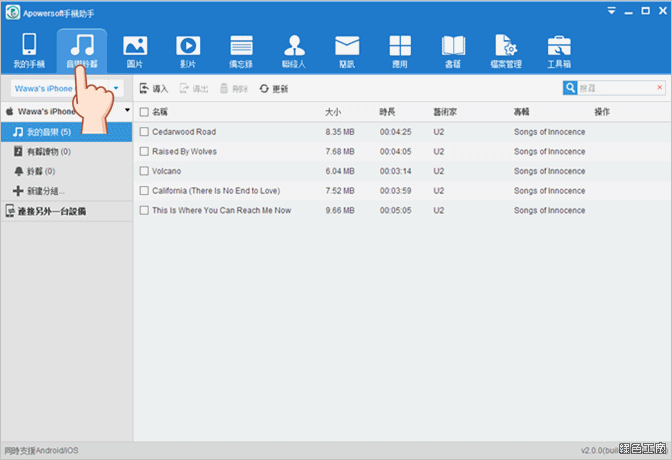 Apowersoft手機助手
我的手機 音樂鈴聲 圖片 影片 備忘錄 聯絡人 簡訊 應用 書籍 檔案管理 工具箱
Wawa's iPhone 導入 導出 刪除 更新 搜尋
Wawa's iPhone 名稱 大小 時長 藝術家 專輯 操作
我的音樂 (5) Cedarwood Road 8.35 MB 00:04:25 U2 Songs of Innocence
有聲讀物 (0) Raised By Wolves 7.68 MB 00:04:05 U2 Songs of Innocence
鈴聲 (0) Volcano 6.04 MB 00:03:14 U2 Songs of Innocence
新建分組... California (There Is No End to Love) 7.52 MB 00:03:59 U2 Songs of Innocence
連接另外一台設備 This Is Where You Can Reach Me Now 9.66 MB 00:05:05 U2 Songs of Innocence
同時支援Android/iOS v2.0.0(bui 綠色工廠